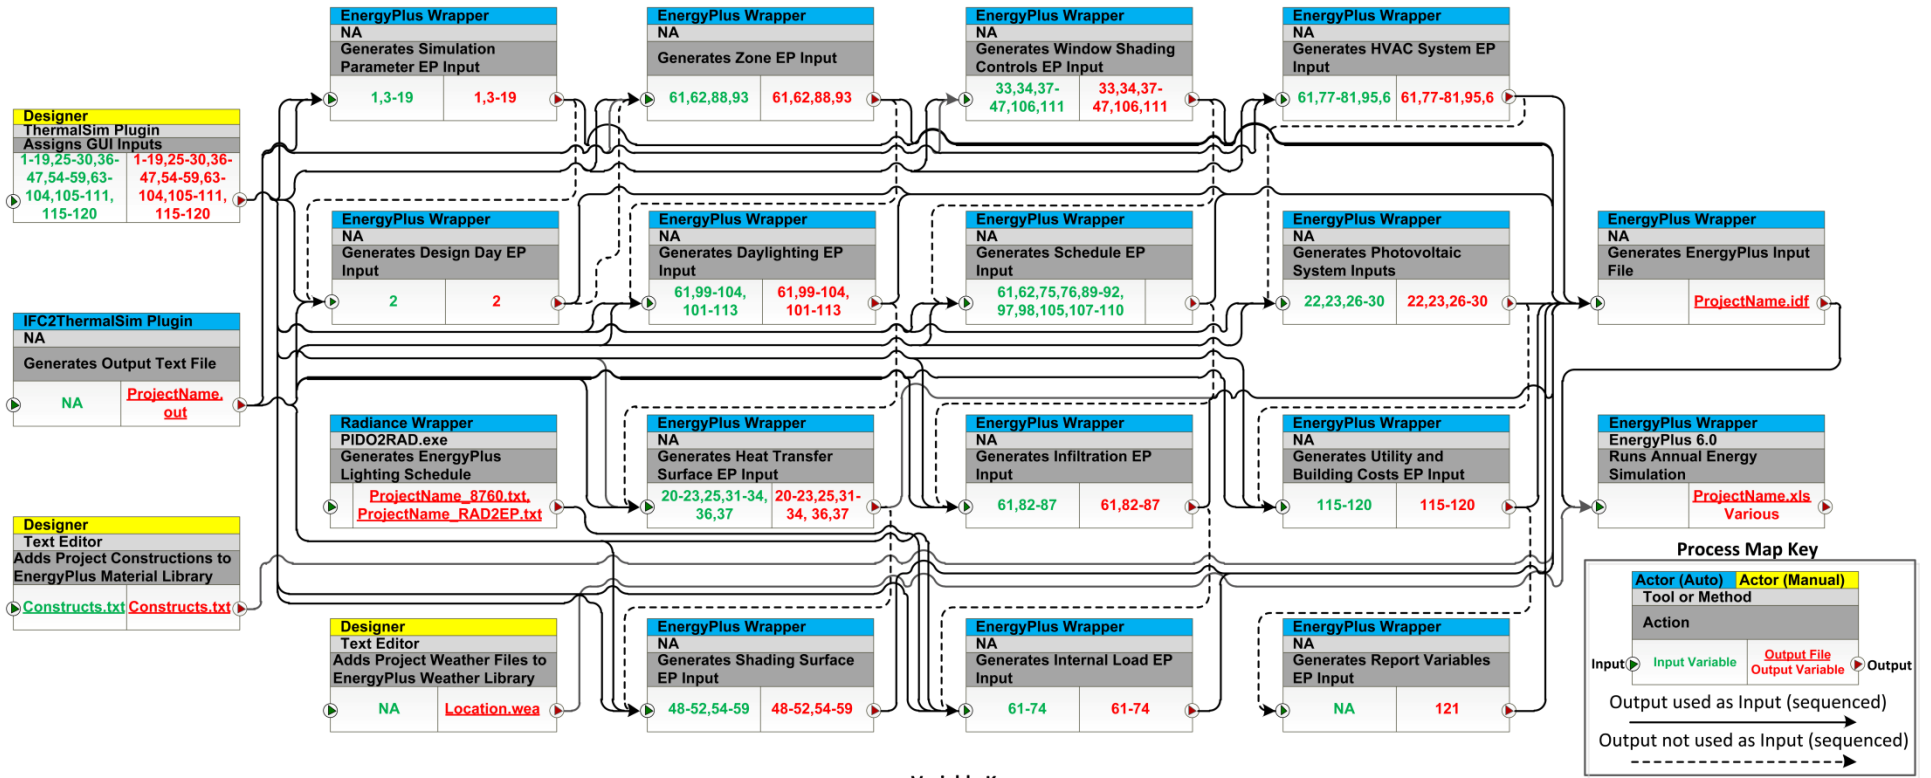 EnergyPlus Wrapper
NA
Generates Simulation
Parameter EP Input
1,3-19
1,3-19
EnergyPlus Wrapper
NA
Generates Zone EP Input
61,62,88,93
61,62,88,93
EnergyPlus Wrapper
NA
Generates Window Shading
Controls EP Input
33,34,37-
47,106,111
33,34,37-
47,106,111
EnergyPlus Wrapper
NA
Generates HVAC System EP
Input
61,77-81,95,6
61,77-81,95,6
Designer
ThermalSim Plugin
Assigns GUI Inputs
1-19,25-30,36-
47,54-59,63-
104,105-111,
115-120
1-19,25-30,36-
47,54-59,63-
104,105-111,
115-120
EnergyPlus Wrapper
NA
Generates Design Day EP
Input
2
2
EnergyPlus Wrapper
NA
Generates Daylighting EP
Input
61,99-104,
101-113
61,99-104,
101-113
EnergyPlus Wrapper
NA
Generates Schedule EP
Input
61,62,75,76,89-92,
97,98,105,107-110
EnergyPlus Wrapper
NA
Generates Photovoltaic
System Inputs
22,23,26-30
22,23,26-30
EnergyPlus Wrapper
NA
Generates EnergyPlus Input
File
ProjectName.idf
IFC2ThermalSim Plugin
NA
Generates Output Text File
NA
ProjectName.
out
Radiance Wrapper
PIDO2RAD.exe
Generates EnergyPlus
Lighting Schedule
ProjectName_8760.txt,
ProjectName_RAD2EP.txt
EnergyPlus Wrapper
NA
Generates Heat Transfer
Surface EP Input
20-23,25,31-34,
36,37
20-23,25,31-
34, 36,37
EnergyPlus Wrapper
NA
Generates Infiltration EP
Input
61,82-87
61,82-87
EnergyPlus Wrapper
NA
Generates Utility and
Building Costs EP Input
115-120
115-120
EnergyPlus Wrapper
EnergyPlus 6.0
Runs Annual Energy
Simulation
ProjectName.xls
Various
Designer
Text Editor
Adds Project Constructions to
EnergyPlus Material Library
Constructs.txt
Constructs.txt
Designer
Text Editor
Adds Project Weather Files to
EnergyPlus Weather Library
NA
Location.wea
EnergyPlus Wrapper
NA
Generates Shading Surface
EP Input
48-52,54-59
48-52,54-59
EnergyPlus Wrapper
NA
Generates Internal Load EP
Input
61-74
61-74
EnergyPlus Wrapper
NA
Generates Report Variables
EP Input
NA
121
Process Map Key
Actor (Auto)
Actor (Manual)
Tool or Method
Action
Input
Input Variable
Output File
Output Variable
Output
Output used as Input (sequenced)
Output not used as Input (sequenced)